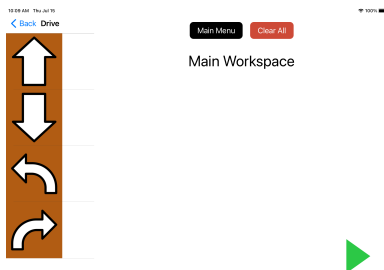 10:09 AM Thu Jul 15
100%
Back Drive
Main Menu Clear All
Main Workspace